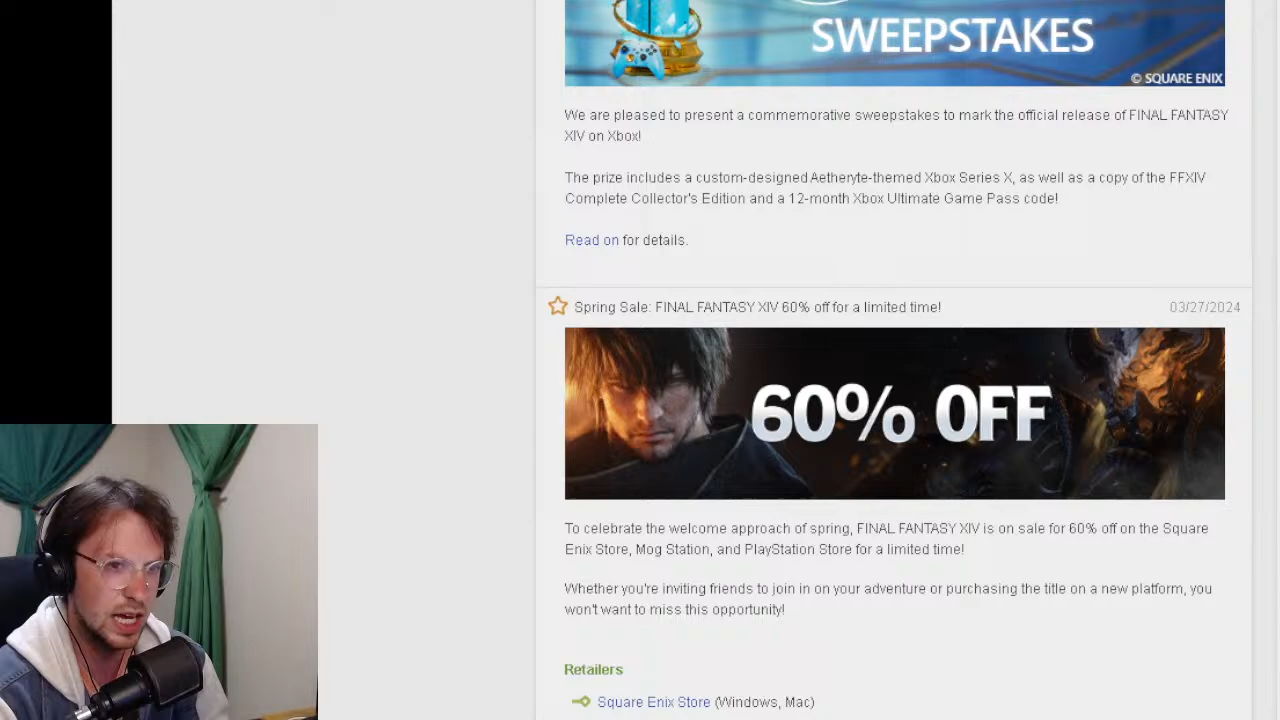 SWEEPSTAKES
© SQUARE ENIX
We are pleased to present a commemorative sweepstakes to mark the official release of FINAL FANTASY
XIV on Xbox!
The prize includes a custom-designed Aetheryte-themed Xbox Series X, as well as a copy of the FFXIV
Complete Collector's Edition and a 12-month Xbox Ultimate Game Pass code!
Read on for details.
Spring Sale: FINAL FANTASY XIV 60% off for a limited time! 03/27/2024
60% OFF
To celebrate the welcome approach of spring, FINAL FANTASY XIV is on sale for 60% off on the Square
Enix Store, Mog Station, and PlayStation Store for a limited time!
Whether you're inviting friends to join in on your adventure or purchasing the title on a new platform, you
won't want to miss this opportunity!
Retailers
Square Enix Store (Windows, Mac)